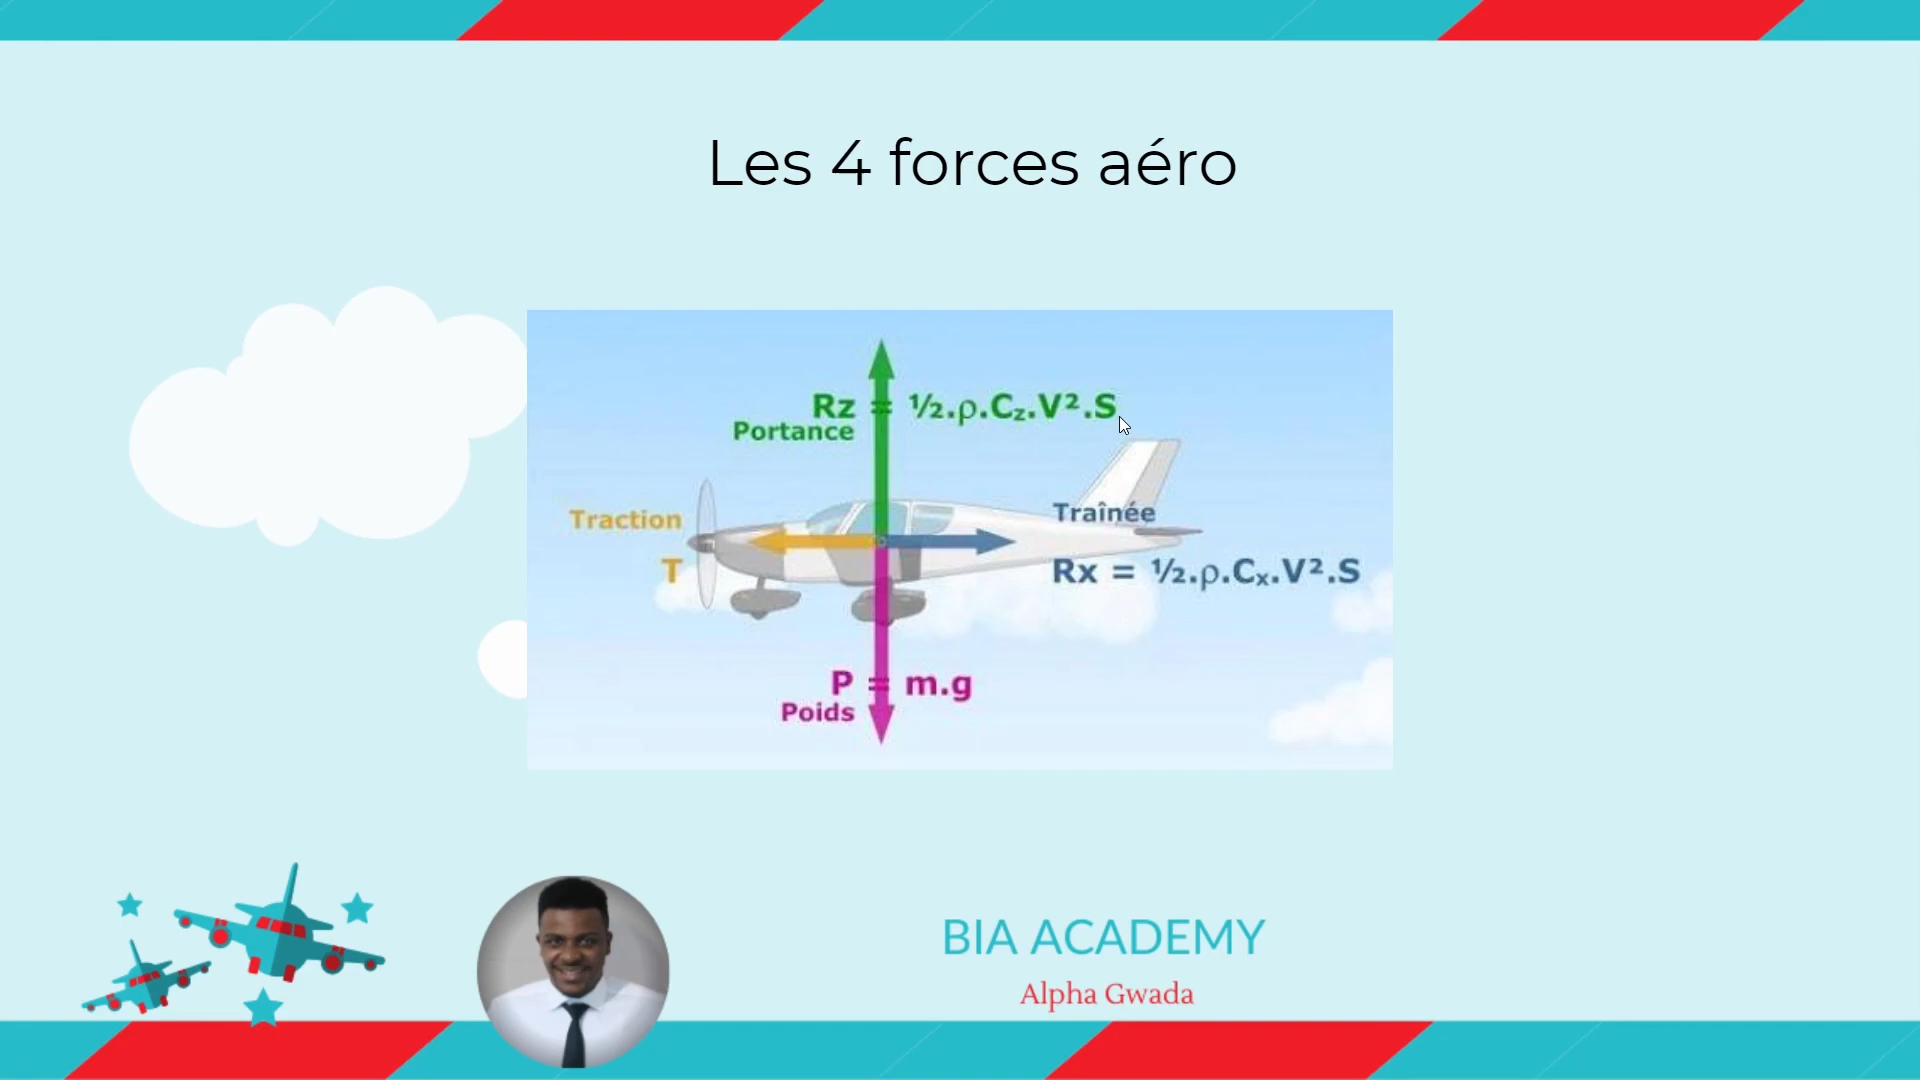 Les 4 forces aéro
Rz = ½.ρ.Cz.V².S
Portance
Traction
T
Traînée
Rx = ½.ρ.Cx.V².S
P = m.g
Poids
BIA ACADEMY
Alpha Gwada